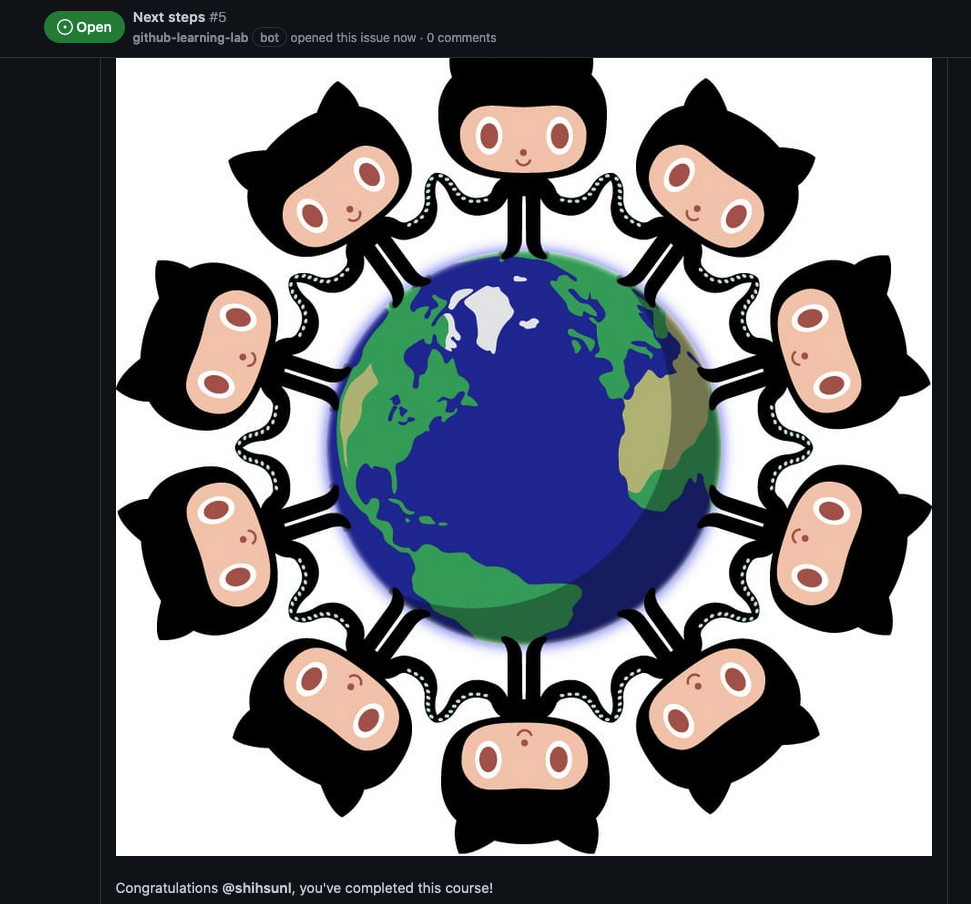 Open
Next steps #5
github-learning-lab bot opened this issue now · 0 comments
Congratulations @shihsunl, you've completed this course!